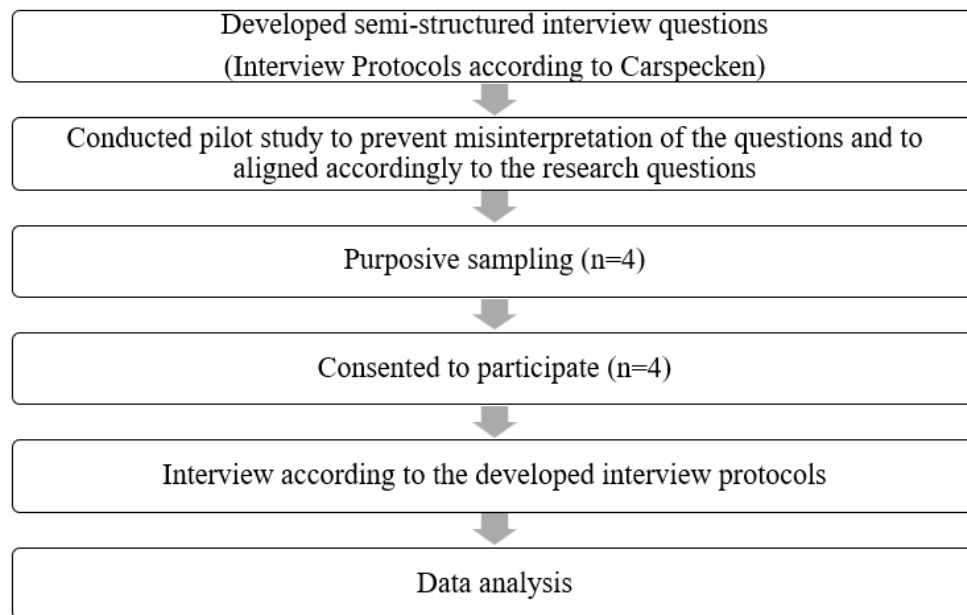 Developed semi-structured interview questions
(Interview Protocols according to Carspecken)
Conducted pilot study to prevent misinterpretation of the questions and to
aligned accordingly to the research questions
Purposive sampling (n=4)
Consented to participate (n=4)
Interview according to the developed interview protocols
Data analysis